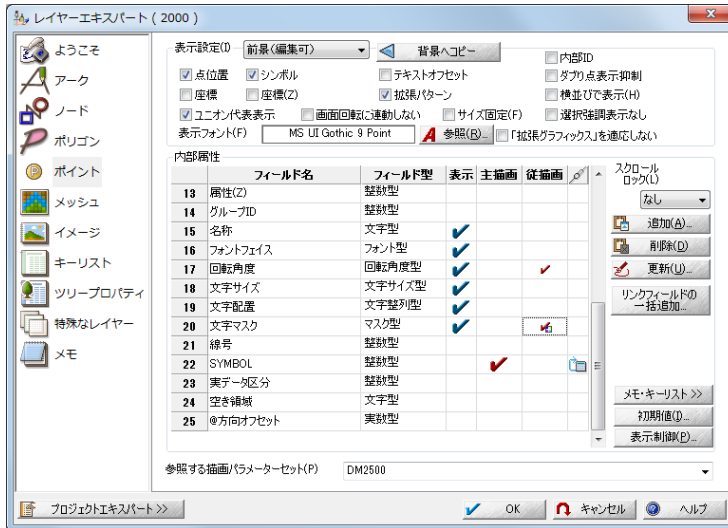 レイヤーエキスパート ( 2000 )
ようこそ
アーク
ノード
ポリゴン
ポイント
メッシュ
イメージ
キーリスト
ツリープロパティ
特殊なレイヤー
メモ
表示設定(I) 前景(編集可) 背景へコピー
内部ID
点位置 シンボル テキストオフセット ダブり点表示抑制
座標 座標(Z) 拡張パターン 横並びで表示(H)
ユニオン代表表示 画面回転に連動しない サイズ固定(F) 選択強調表示なし
表示フォント(F) MS UI Gothic 9 Point 参照(R)... 「拡張グラフィックス」を適応しない
内部属性
フィールド名 フィールド型 表示 主描画 従描画
13 属性(Z) 整数型
14 グループID 整数型
15 名称 文字型
16 フォントフェイス フォント型
17 回転角度 回転角度型
18 文字サイズ 文字サイズ型
19 文字配置 文字整列型
20 文字マスク マスク型
21 線号 整数型
22 SYMBOL 整数型
23 実データ区分 整数型
24 空き領域 文字型
25 @方向オフセット 実数型
スクロール
ロック(L)
なし
追加(A)...
削除(D)
更新(U)...
リンクフィールドの
一括追加...
メモ・キーリスト >>
初期値(I)...
表示制御(P)...
参照する描画パラメーターセット(P) DM2500
プロジェクトエキスパート >>
OK
キャンセル
ヘルプ